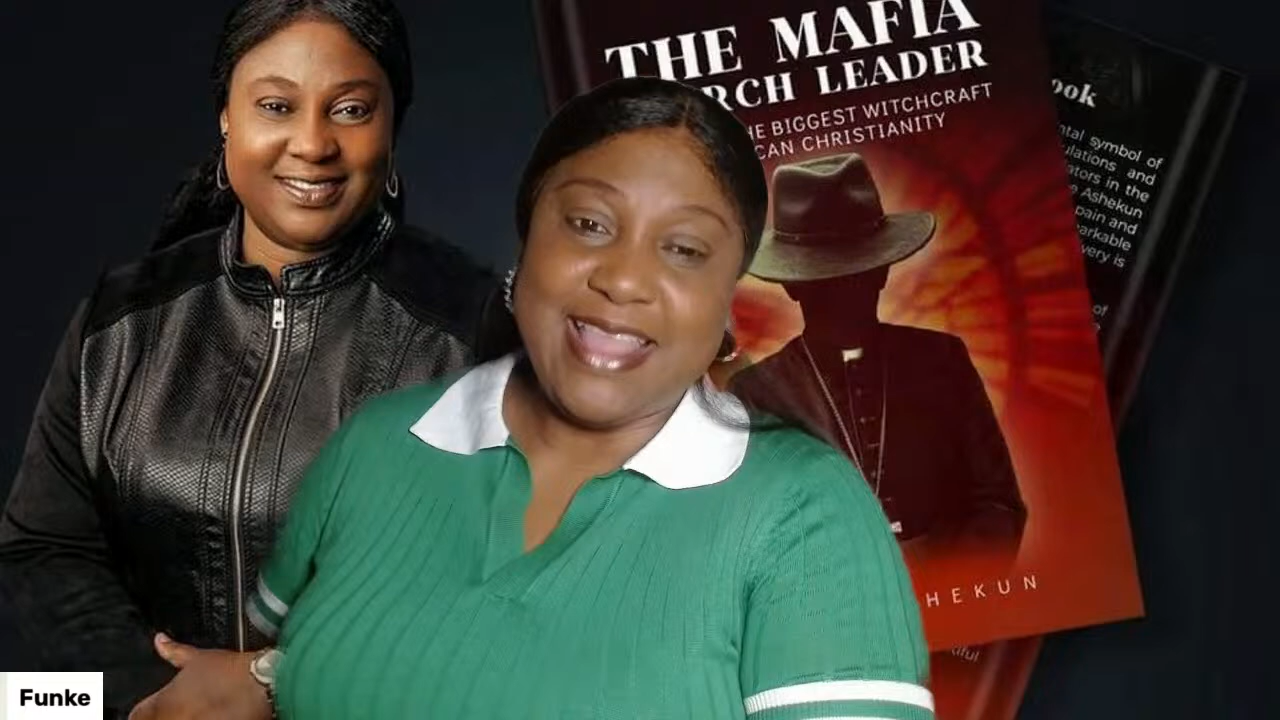 THE MAFIA
RCH LEADER
HE BIGGEST WITCHCRAFT
CAN CHRISTIANITY
ook
ntal symbol of
ulations and
ators in the
e Ashekun
pain and
arkable
very is
of
HEKUN
Funke